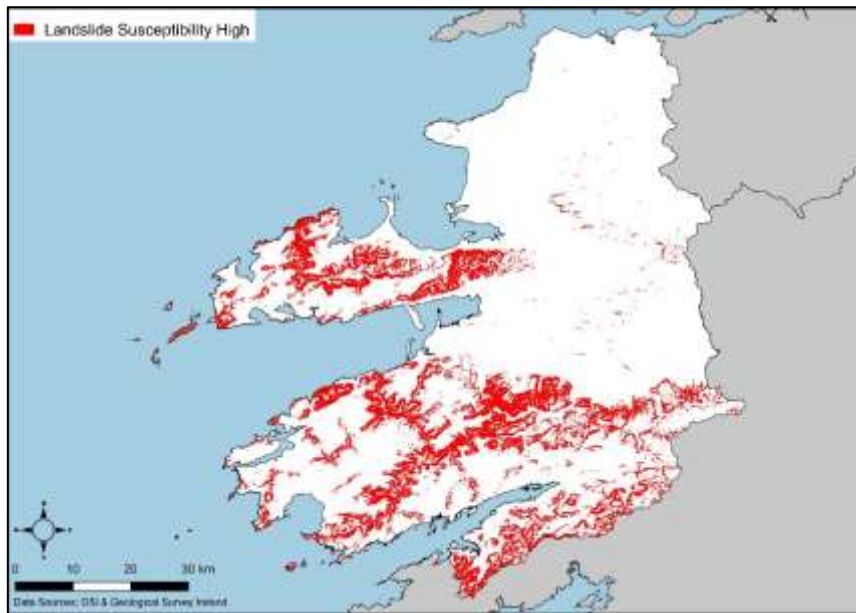 Landslide Susceptibility High
0 10 20 30 km
Data Sources: OSI & Geological Survey Ireland